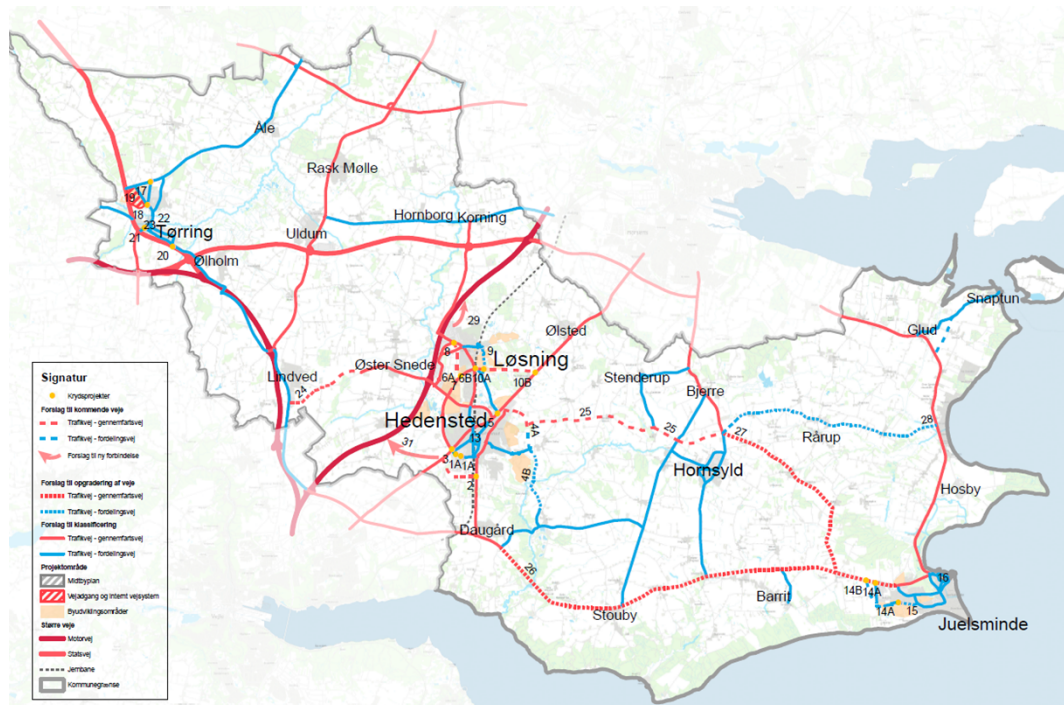 Åle
Rask Mølle
17
19
18
22
23
Tørring
21
20
Ølholm
Uldum
Hornborg
Korning
Snaptun
Glud
29
Ølsted
8
9
Løsning
Øster Snede
6A
7
6B
10A
10B
Lindved
24
Stenderup
Bjerre
Hedensted
5
25
4A
25
27
Rårup
28
31
13
3
1A
1A
2
4B
Hornsyld
Hosby
Daugård
26
Stouby
Barrit
14B
14A
14A
15
16
Juelsminde
Signatur
Krydsprojekter
Forslag til kommende veje
Trafikvej - gennemfartsvej
Trafikvej - fordelingsvej
Forslag til ny forbindelse
Forslag til opgradering af veje
Trafikvej - gennemfartsvej
Trafikvej - fordelingsvej
Forslag til klassificering
Trafikvej - gennemfartsvej
Trafikvej - fordelingsvej
Projektområde
Midtbyplan
Vejadgang og internt vejsystem
Byudviklingsområder
Større veje
Motorvej
Statsvej
Jernbane
Kommunegrænse